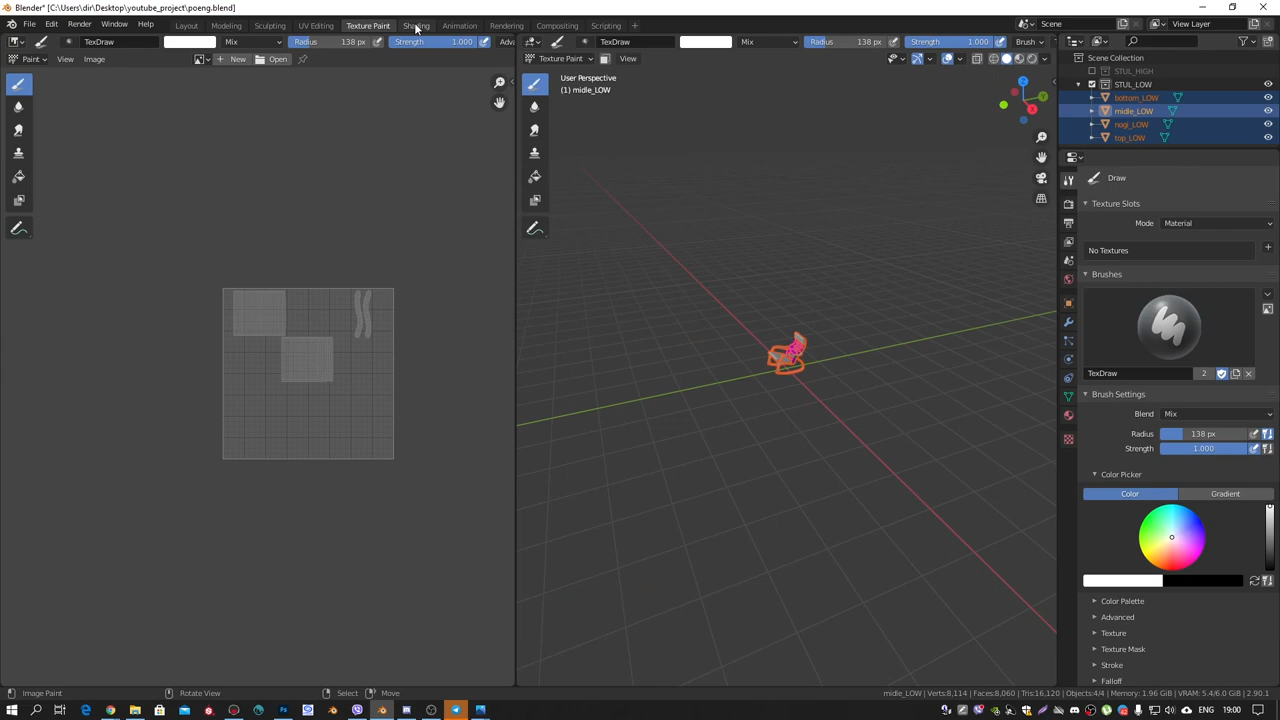 Blender* [C:\Users\dir\Desktop\youtube_project\poeng.blend]
File Edit Render Window Help Layout Modeling Sculpting UV Editing Texture Paint Shading Animation Rendering Compositing Scripting + Scene View Layer
TexDraw Mix Radius 138 px Strength 1.000 Adva
TexDraw Mix Radius 138 px Strength 1.000 Brush
Paint View Image + New Open
Texture Paint View
Scene Collection
STUL_HIGH
STUL_LOW
bottom_LOW
midle_LOW
nogi_LOW
top_LOW
User Perspective
(1) midle_LOW
X
Y
Z
Draw
Texture Slots
Mode Material
No Textures
Brushes
TexDraw 2
Brush Settings
Blend Mix
Radius 138 px
Strength 1.000
Color Picker
Color Gradient
Color Palette
Advanced
Texture
Texture Mask
Stroke
Falloff
Image Paint Rotate View Select Move midle_LOW | Verts:8,114 | Faces:8,060 | Tris:16,120 | Objects:4/4 | Memory: 1.96 GiB | VRAM: 5.4/6.0 GiB | 2.90.1
ENG 19:00